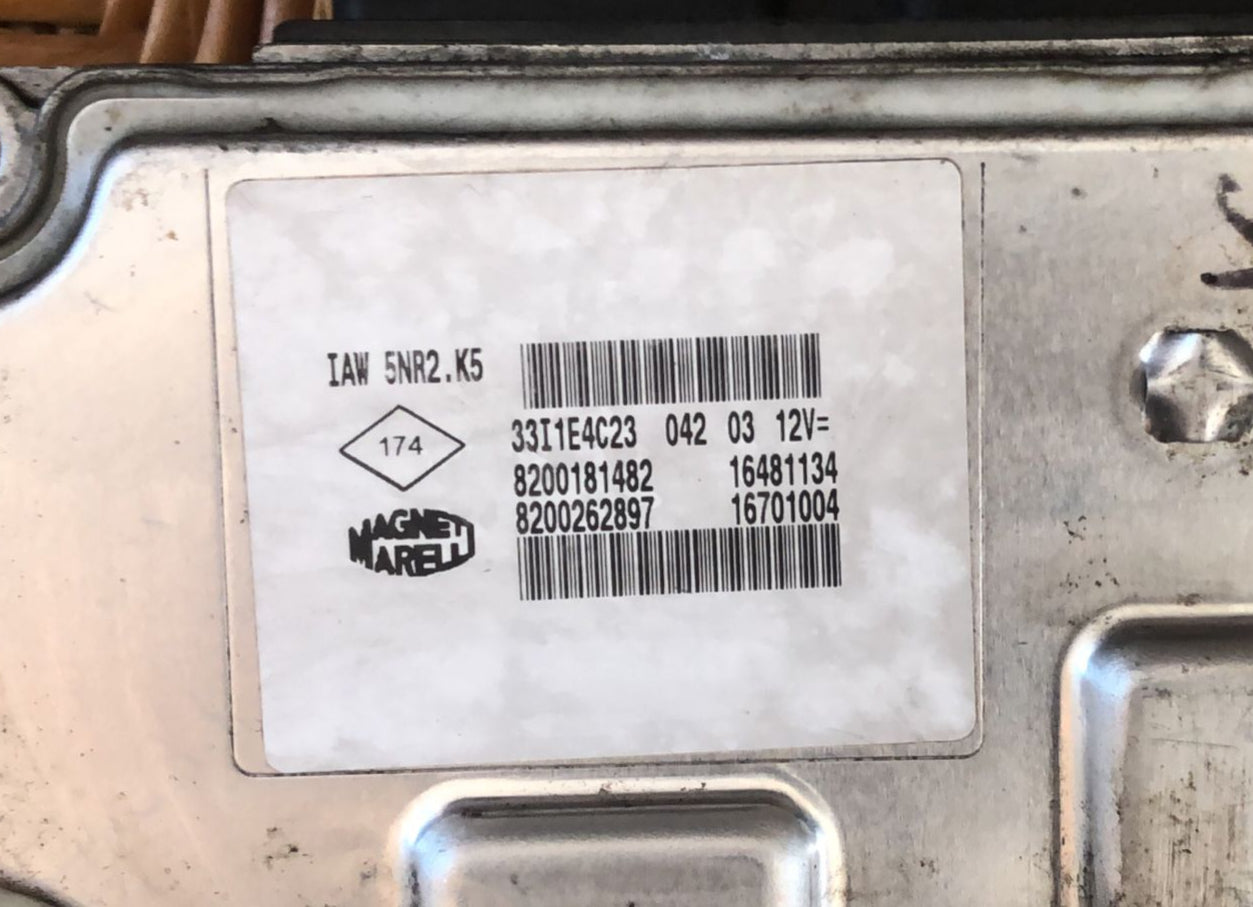 IAW 5NR2.K5
174
MAGNETI
MARELLI
33I1E4C23 042 03 12V=
8200181482 16481134
8200262897 16701004